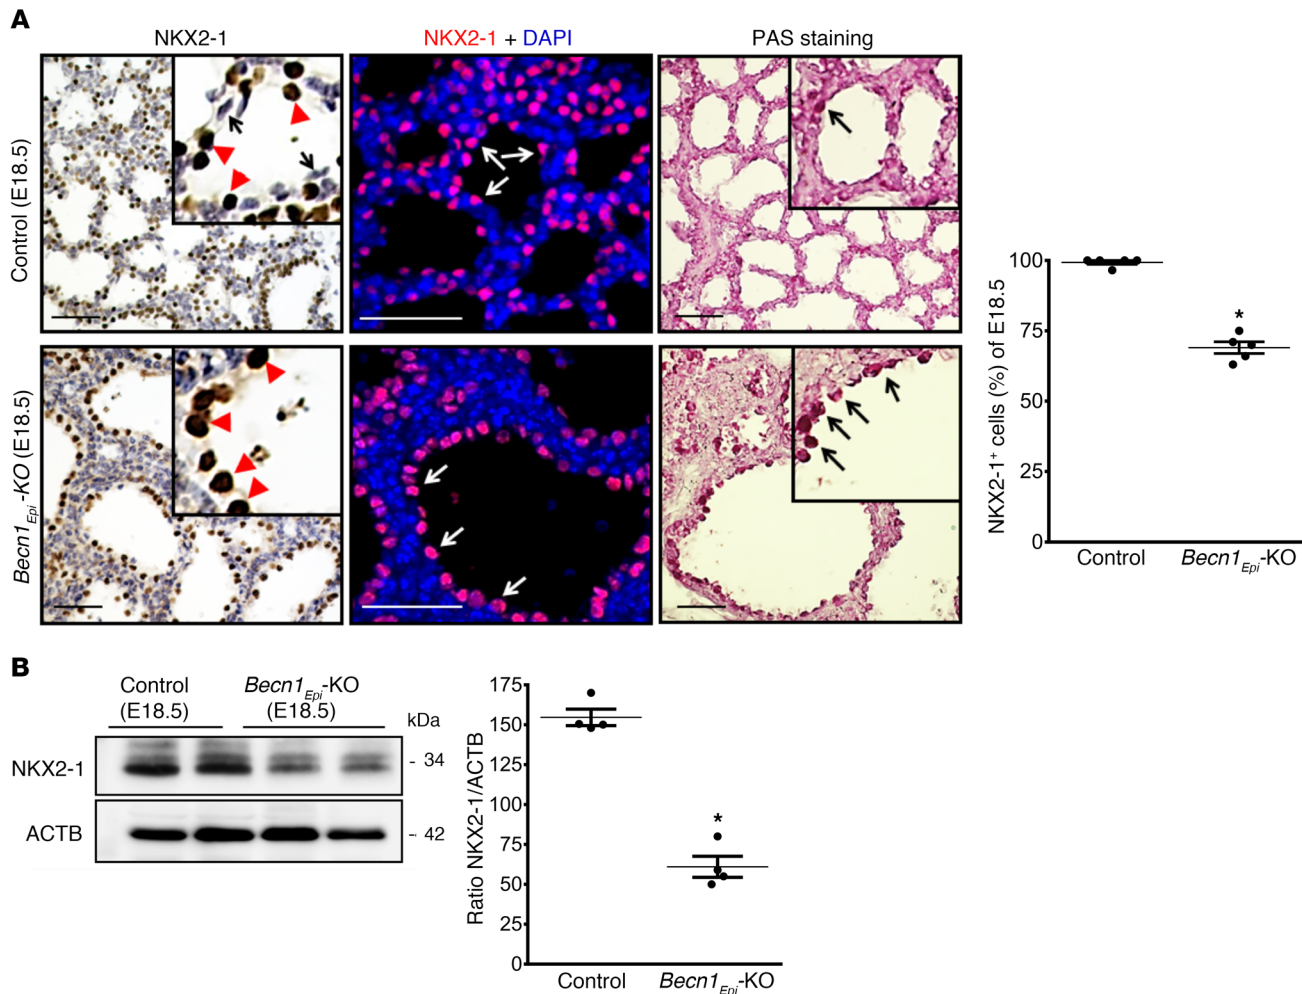 A
NKX2-1
NKX2-1 + DAPI
PAS staining
Control (E18.5)
Becn1Epi-KO (E18.5)
NKX2-1+ cells (%) of E18.5
100
75
50
25
0
*
Control
Becn1Epi-KO
B
Control
(E18.5)
Becn1Epi-KO
(E18.5)
kDa
NKX2-1
- 34
ACTB
- 42
Ratio NKX2-1/ACTB
175
150
125
100
75
50
25
0
*
Control
Becn1Epi-KO